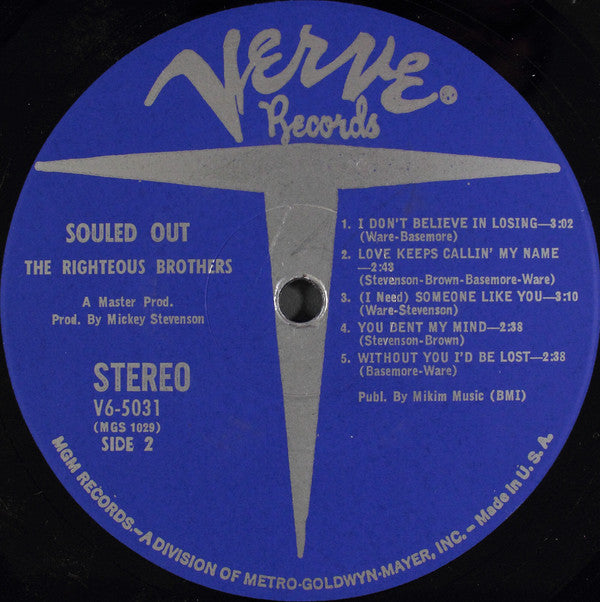 VERVE
Records
SOULED OUT
THE RIGHTEOUS BROTHERS
A Master Prod.
Prod. By Mickey Stevenson
STEREO
V6-5031
(MGS 1029)
SIDE 2
1. I DON'T BELIEVE IN LOSING—3:02
(Ware-Basemore)
2. LOVE KEEPS CALLIN' MY NAME
—2:43
(Stevenson-Brown-Basemore-Ware)
3. (I Need) SOMEONE LIKE YOU—3:10
(Ware-Stevenson)
4. YOU BENT MY MIND—2:38
(Stevenson-Brown)
5. WITHOUT YOU I'D BE LOST—2:38
(Basemore-Ware)
Publ. By Mikim Music (BMI)
MGM RECORDS—A DIVISION OF METRO-GOLDWYN-MAYER, INC. – Made in U.S.A.